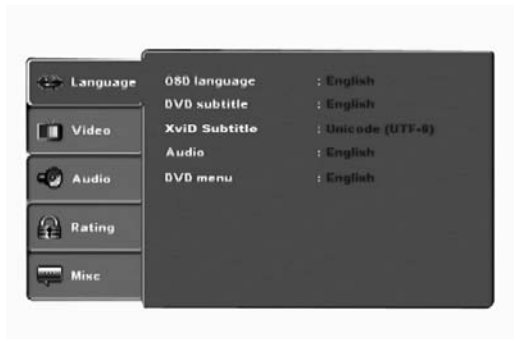 Language
Video
Audio
Rating
Misc
OSD language : English
DVD subtitle : English
XviD Subtitle : Unicode (UTF-8)
Audio : English
DVD menu : English